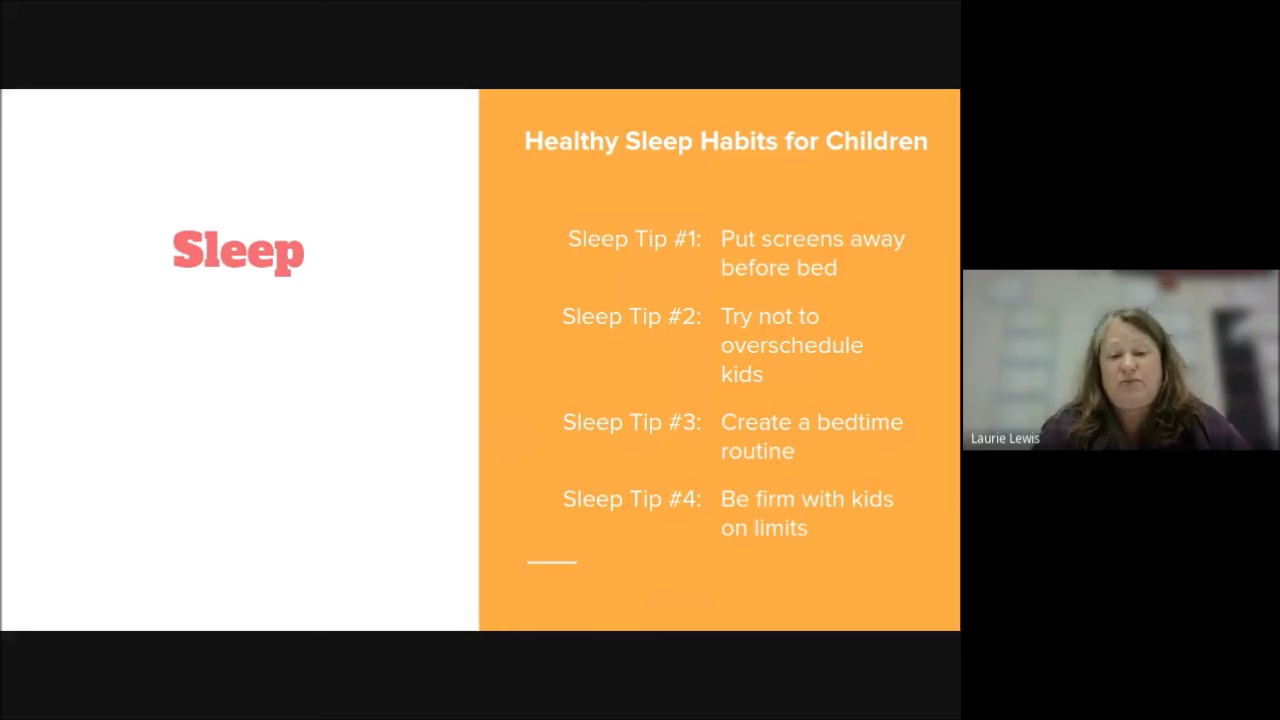 Sleep
Healthy Sleep Habits for Children
Sleep Tip #1: Put screens away
before bed
Sleep Tip #2: Try not to
overschedule
kids
Sleep Tip #3: Create a bedtime
routine
Sleep Tip #4: Be firm with kids
on limits
Laurie Lewis